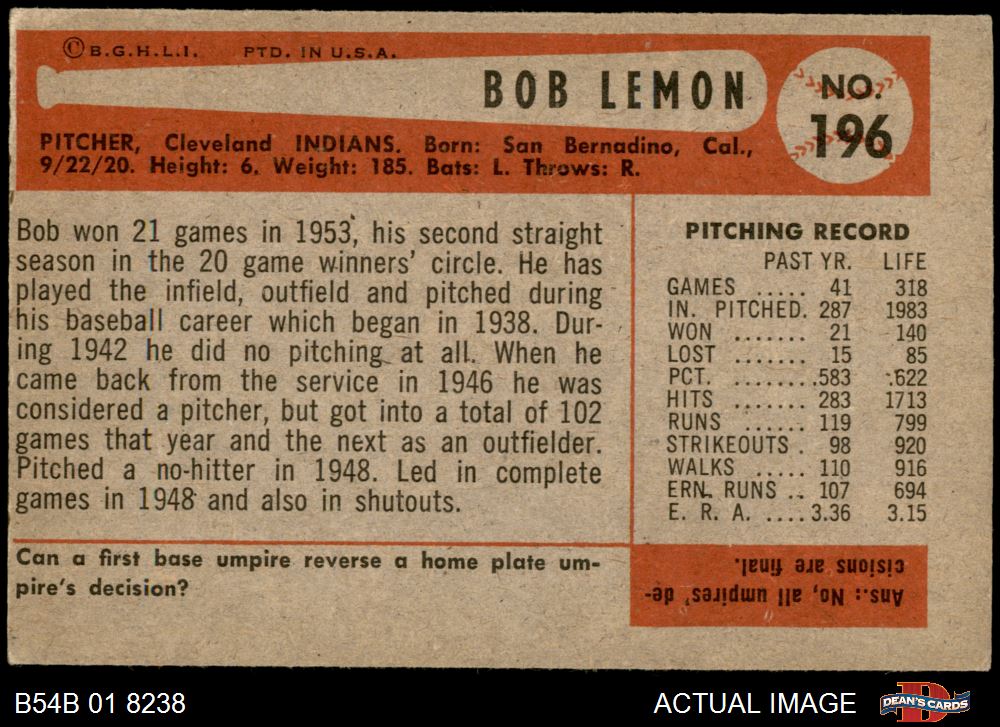 ©B.G.H.L.I. PTD. IN U.S.A.
BOB LEMON
NO.
196
PITCHER, Cleveland INDIANS. Born: San Bernadino, Cal.,
9/22/20. Height: 6. Weight: 185. Bats: L. Throws: R.
Bob won 21 games in 1953, his second straight
season in the 20 game winners' circle. He has
played the infield, outfield and pitched during
his baseball career which began in 1938. Dur-
ing 1942 he did no pitching at all. When he
came back from the service in 1946 he was
considered a pitcher, but got into a total of 102
games that year and the next as an outfielder.
Pitched a no-hitter in 1948. Led in complete
games in 1948 and also in shutouts.
PITCHING RECORD
PAST YR. LIFE
GAMES ..... 41 318
IN. PITCHED. 287 1983
WON ....... 21 140
LOST ....... 15 85
PCT. ........583 .622
HITS ....... 283 1713
RUNS ...... 119 799
STRIKEOUTS . 98 920
WALKS ..... 110 916
ERN. RUNS .. 107 694
E. R. A. ....3.36 3.15
Can a first base umpire reverse a home plate um-
pire's decision?
Ans.: No, all umpires' de-
cisions are final.
B54B 01 8238
ACTUAL IMAGE
DEAN'S CARDS